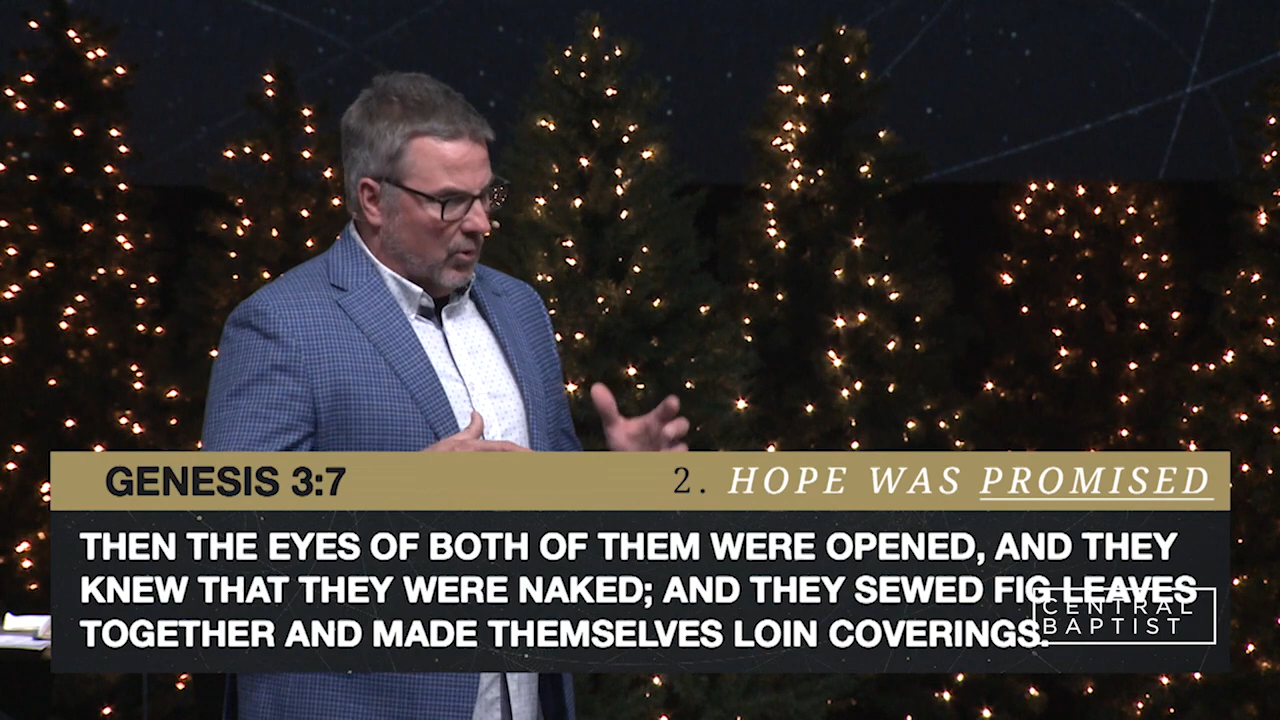 GENESIS 3:7
2. HOPE WAS PROMISED
THEN THE EYES OF BOTH OF THEM WERE OPENED, AND THEY
KNEW THAT THEY WERE NAKED; AND THEY SEWED FIG LEAVES
TOGETHER AND MADE THEMSELVES LOIN COVERINGS.
CENTRAL
BAPTIST